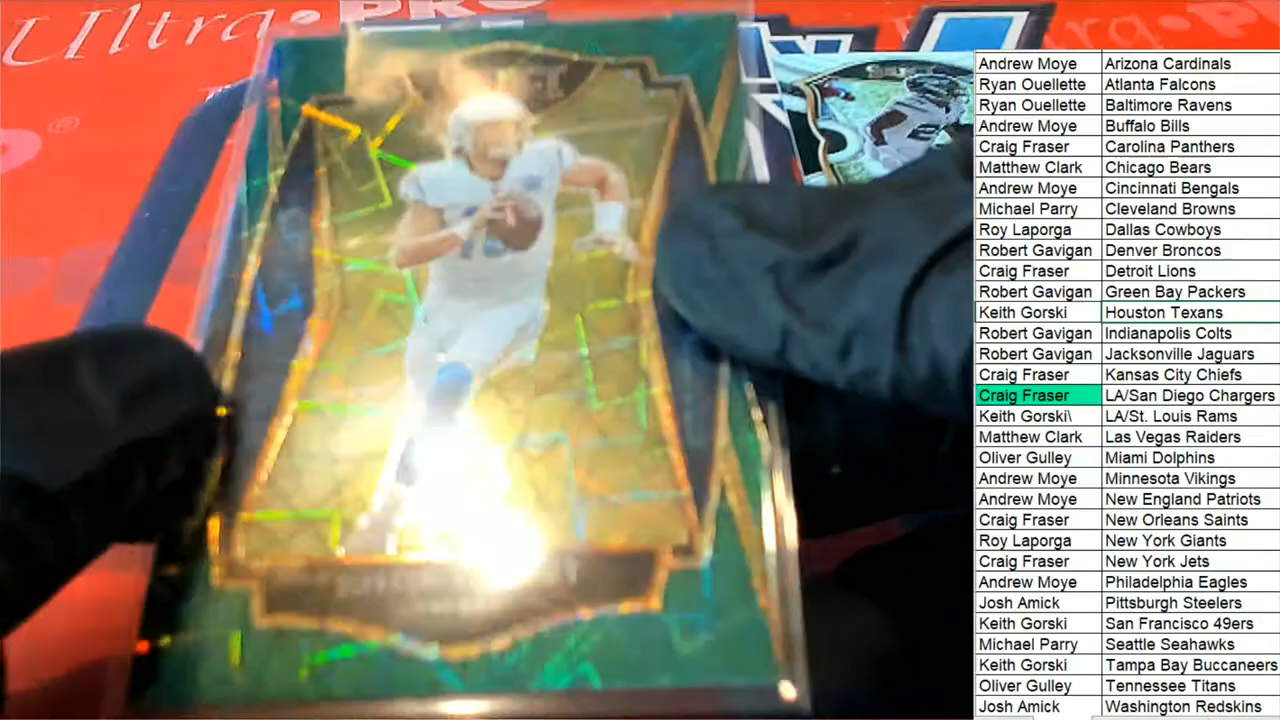 Ultra·PRO
Ultra·PRO
RO®
Andrew Moye Arizona Cardinals
Ryan Ouellette Atlanta Falcons
Ryan Ouellette Baltimore Ravens
Andrew Moye Buffalo Bills
Craig Fraser Carolina Panthers
Matthew Clark Chicago Bears
Andrew Moye Cincinnati Bengals
Michael Parry Cleveland Browns
Roy Laporga Dallas Cowboys
Robert Gavigan Denver Broncos
Craig Fraser Detroit Lions
Robert Gavigan Green Bay Packers
Keith Gorski Houston Texans
Robert Gavigan Indianapolis Colts
Robert Gavigan Jacksonville Jaguars
Craig Fraser Kansas City Chiefs
Craig Fraser LA/San Diego Chargers
Keith Gorski\ LA/St. Louis Rams
Matthew Clark Las Vegas Raiders
Oliver Gulley Miami Dolphins
Andrew Moye Minnesota Vikings
Andrew Moye New England Patriots
Craig Fraser New Orleans Saints
Roy Laporga New York Giants
Craig Fraser New York Jets
Andrew Moye Philadelphia Eagles
Josh Amick Pittsburgh Steelers
Keith Gorski San Francisco 49ers
Michael Parry Seattle Seahawks
Keith Gorski Tampa Bay Buccaneers
Oliver Gulley Tennessee Titans
Josh Amick Washington Redskins